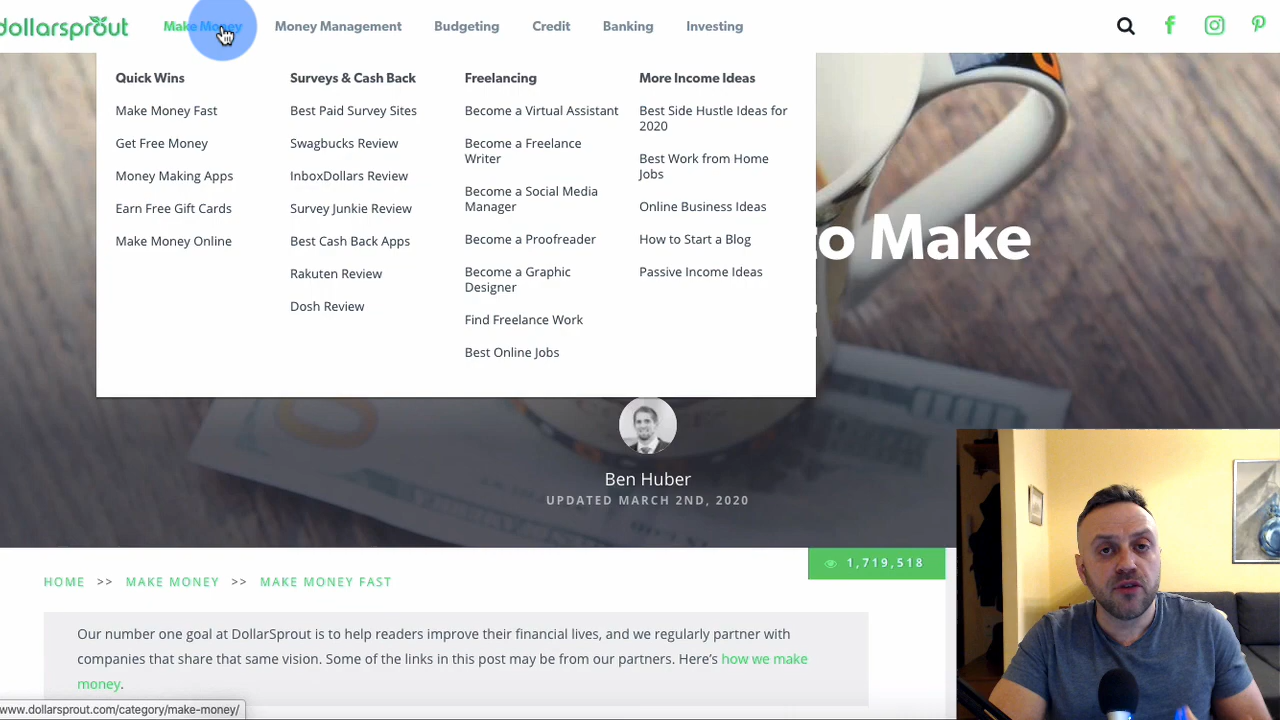 dollarsprout
Make Money
Money Management
Budgeting
Credit
Banking
Investing
Quick Wins
Make Money Fast
Get Free Money
Money Making Apps
Earn Free Gift Cards
Make Money Online
Surveys & Cash Back
Best Paid Survey Sites
Swagbucks Review
InboxDollars Review
Survey Junkie Review
Best Cash Back Apps
Rakuten Review
Dosh Review
Freelancing
Become a Virtual Assistant
Become a Freelance
Writer
Become a Social Media
Manager
Become a Proofreader
Become a Graphic
Designer
Find Freelance Work
Best Online Jobs
More Income Ideas
Best Side Hustle Ideas for
2020
Best Work from Home
Jobs
Online Business Ideas
How to Start a Blog
Passive Income Ideas
to Make
Ben Huber
UPDATED MARCH 2ND, 2020
1,719,518
HOME >> MAKE MONEY >> MAKE MONEY FAST
Our number one goal at DollarSprout is to help readers improve their financial lives, and we regularly partner with
companies that share that same vision. Some of the links in this post may be from our partners. Here’s how we make
money.
www.dollarsprout.com/category/make-money/